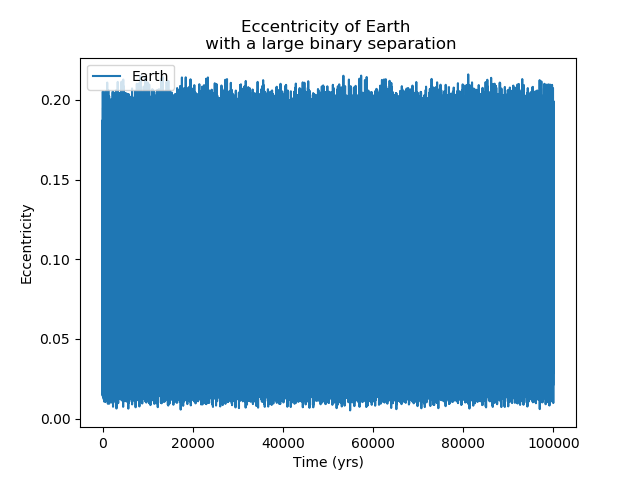 Eccentricity of Earth
with a large binary separation
Earth
0.20
0.15
0.10
0.05
0.00
Eccentricity
0
20000
40000
60000
80000
100000
Time (yrs)